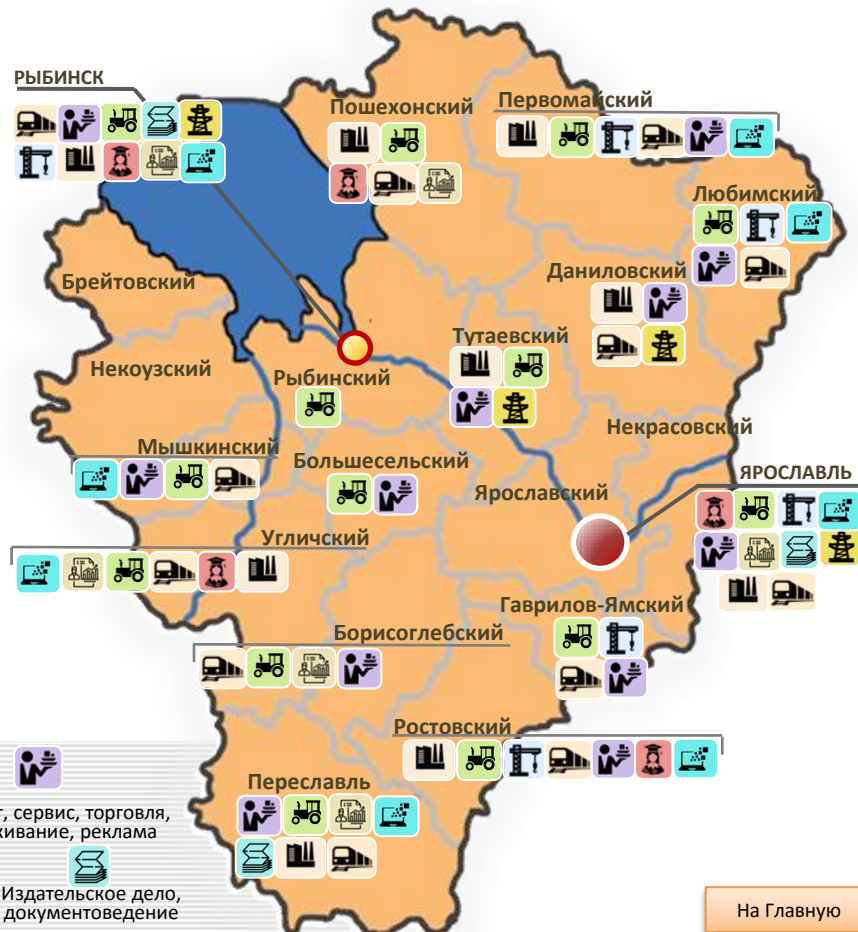 РЫБИНСК
Пошехонский
Первомайский
Любимский
Даниловский
Брейтовский
Тутаевский
Некоузский
Рыбинский
Некрасовский
Мышкинский
Большесельский
ЯРОСЛАВЛЬ
Ярославский
Угличский
Гаврилов-Ямский
Борисоглебский
Ростовский
Переславль
сервис, торговля,
реклама
Издательское дело,
документоведение
На Главную